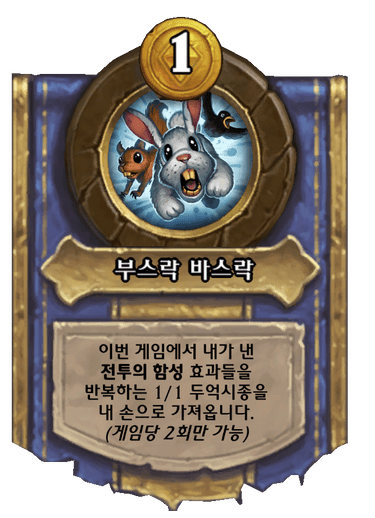 1
부스럭 바스락
이번 게임에서 내가 낸
전투의 함성 효과들을
반복하는 1/1 두억시종을
내 손으로 가져옵니다.
(게임당 2회만 가능)